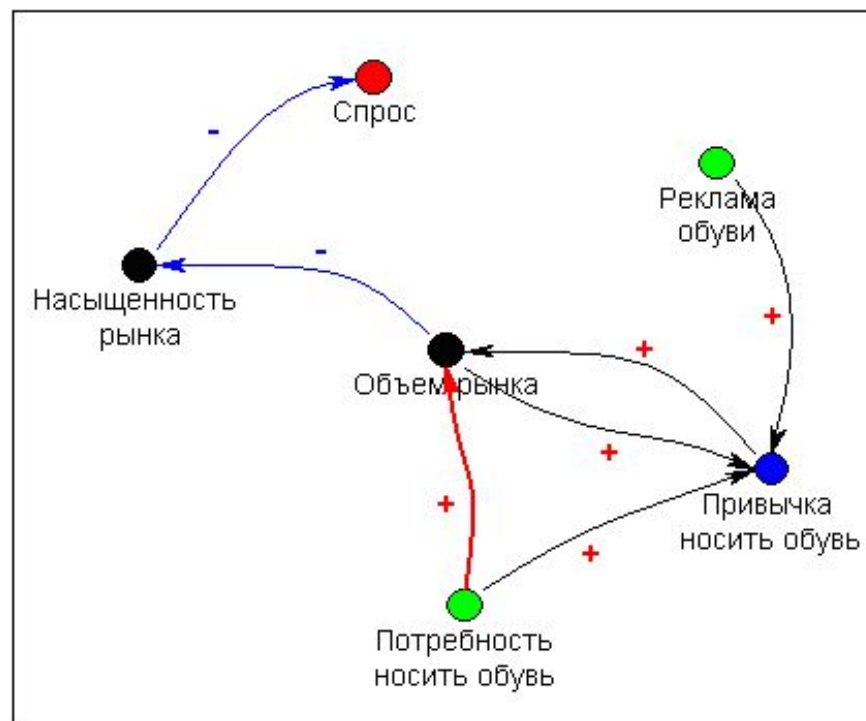 Спрос
-
Реклама
обуви
-
Насыщенность
рынка
+
+
Объем рынка
+
Привычка
носить обувь
+
+
Потребность
носить обувь